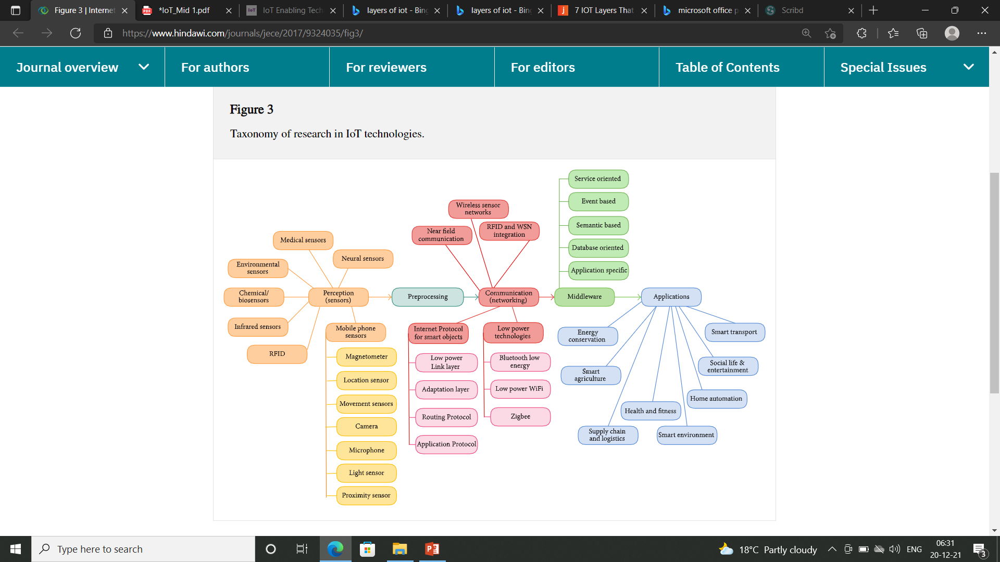 Figure 3 | Internet
*IoT_Mid 1.pdf
IoT Enabling Tech
layers of iot - Bing
layers of iot - Bing
7 IOT Layers That
microsoft office p
Scribd
https://www.hindawi.com/journals/jece/2017/9324035/fig3/
Journal overview
For authors
For reviewers
For editors
Table of Contents
Special Issues
Figure 3
Taxonomy of research in IoT technologies.
Service oriented
Event based
Semantic based
Database oriented
Application specific
Wireless sensor
networks
Near field
communication
RFID and WSN
integration
Medical sensors
Neural sensors
Environmental
sensors
Chemical/
biosensors
Perception
(sensors)
Preprocessing
Communication
(networking)
Middleware
Applications
Infrared sensors
RFID
Mobile phone
sensors
Magnetometer
Location sensor
Movement sensors
Camera
Microphone
Light sensor
Proximity sensor
Internet Protocol
for smart objects
Low power
Link layer
Adaptation layer
Routing Protocol
Application Protocol
Low power
technologies
Bluetooth low
energy
Low power WiFi
Zigbee
Energy
conservation
Smart
agriculture
Supply chain
and logistics
Health and fitness
Smart environment
Home automation
Social life &
entertainment
Smart transport
Type here to search
18°C Partly cloudy
ENG
06:31
20-12-21
3